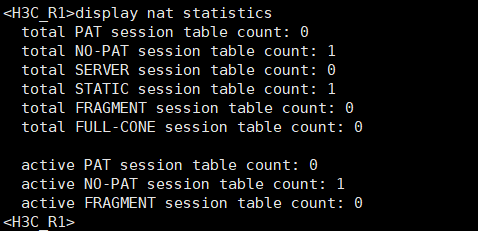 <H3C_R1>display nat statistics
total PAT session table count: 0
total NO-PAT session table count: 1
total SERVER session table count: 0
total STATIC session table count: 1
total FRAGMENT session table count: 0
total FULL-CONE session table count: 0
active PAT session table count: 0
active NO-PAT session table count: 1
active FRAGMENT session table count: 0
<H3C_R1>